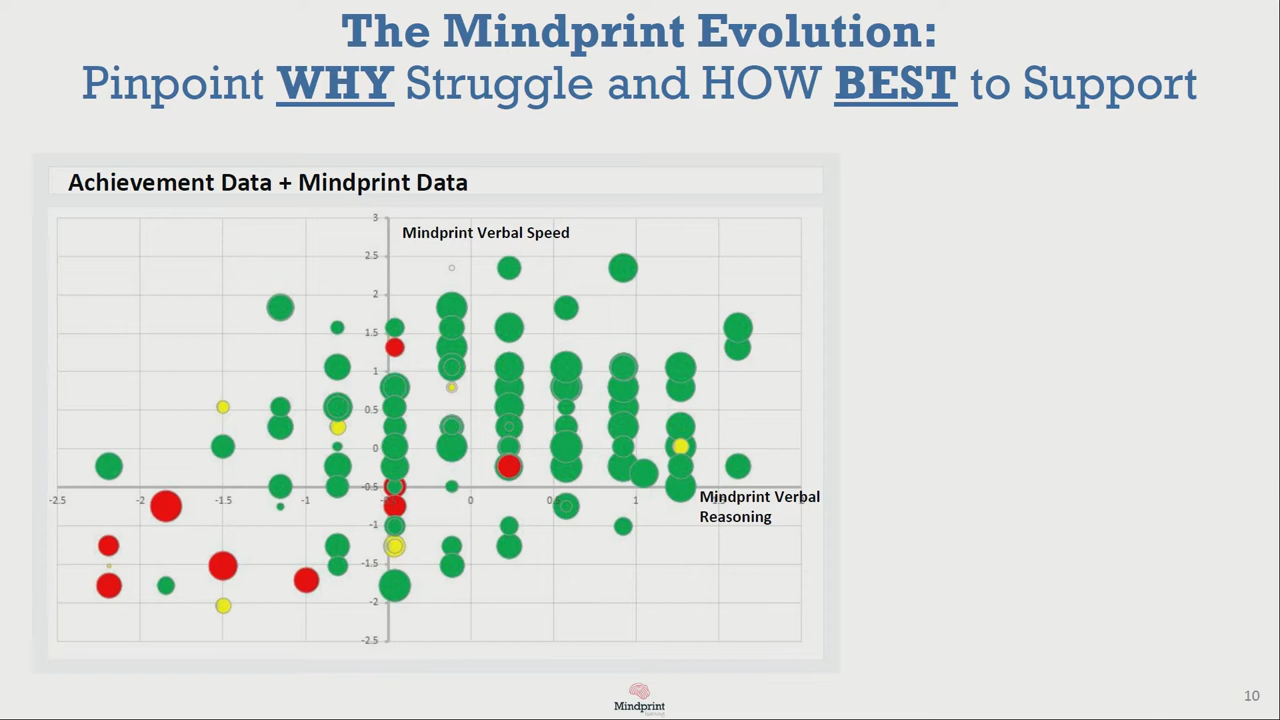 The Mindprint Evolution:
Pinpoint WHY Struggle and HOW BEST to Support
Achievement Data + Mindprint Data
3
Mindprint Verbal Speed
2.5
2
1.5
1
0.5
0
-0.5
-2.5 -2 -1.5 -1 0 1
Mindprint Verbal
Reasoning
-1
-1.5
-2
-2.5
Mindprint
learning
10